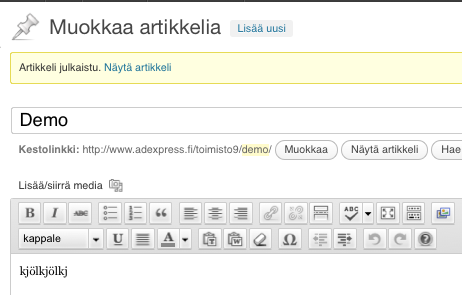 Muokkaa artikkelia Lisää uusi
Artikkeli julkaistu. Näytä artikkeli
Demo
Kestolinkki: http://www.adexpress.fi/toimisto9/demo/ Muokkaa Näytä artikkeli Hae
Lisää/siirrä media
B I ABC ABC
kappale U A T W Ω
kjölkjölkj